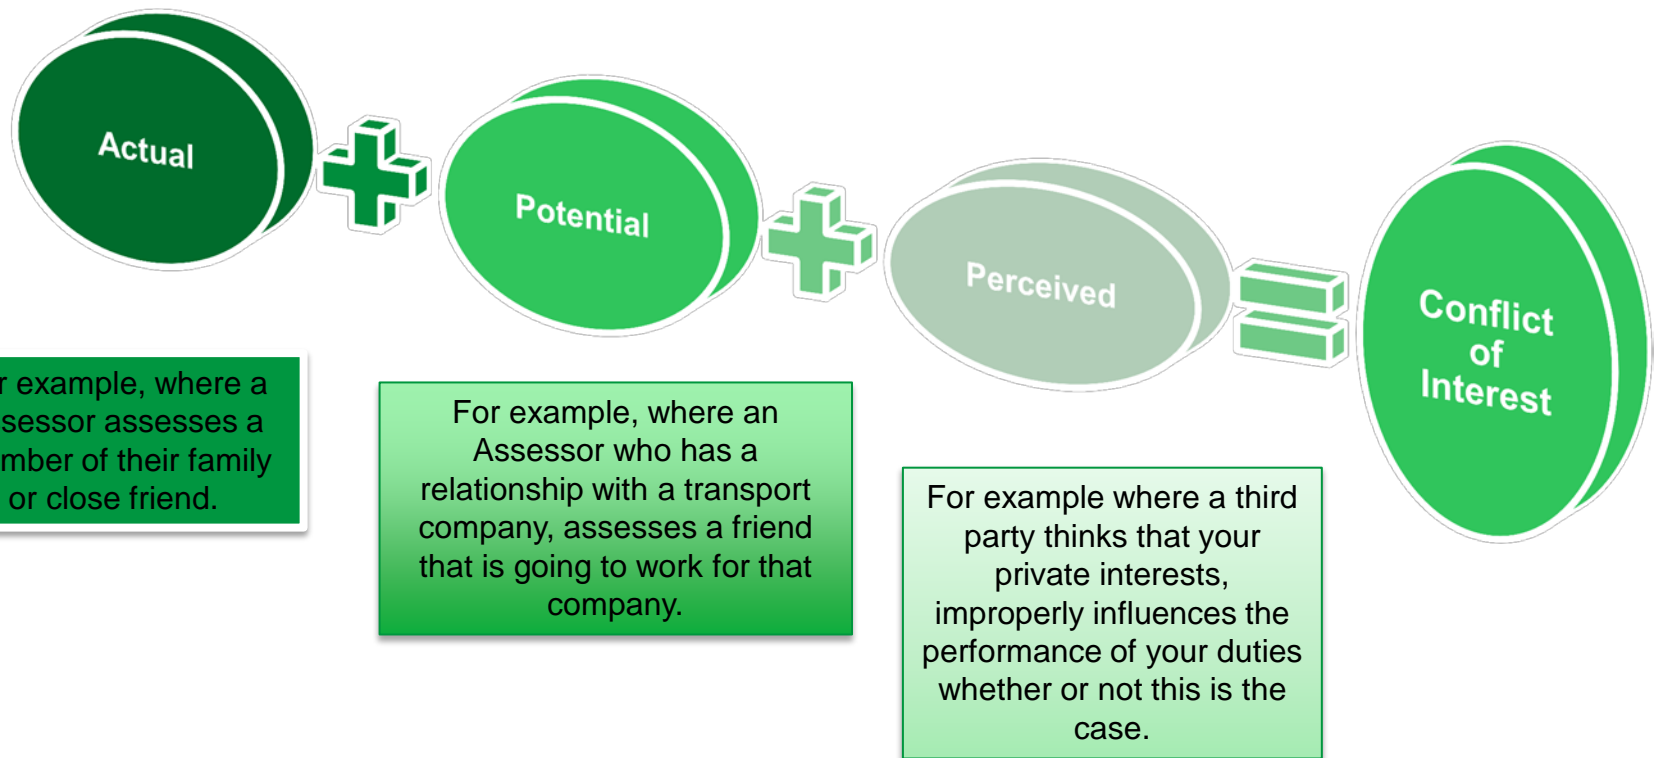 Actual
Potential
Perceived
Conflict
of
Interest
r example, where a
sessor assesses a
mber of their family
or close friend.
For example, where an
Assessor who has a
relationship with a transport
company, assesses a friend
that is going to work for that
company.
For example where a third
party thinks that your
private interests,
improperly influences the
performance of your duties
whether or not this is the
case.